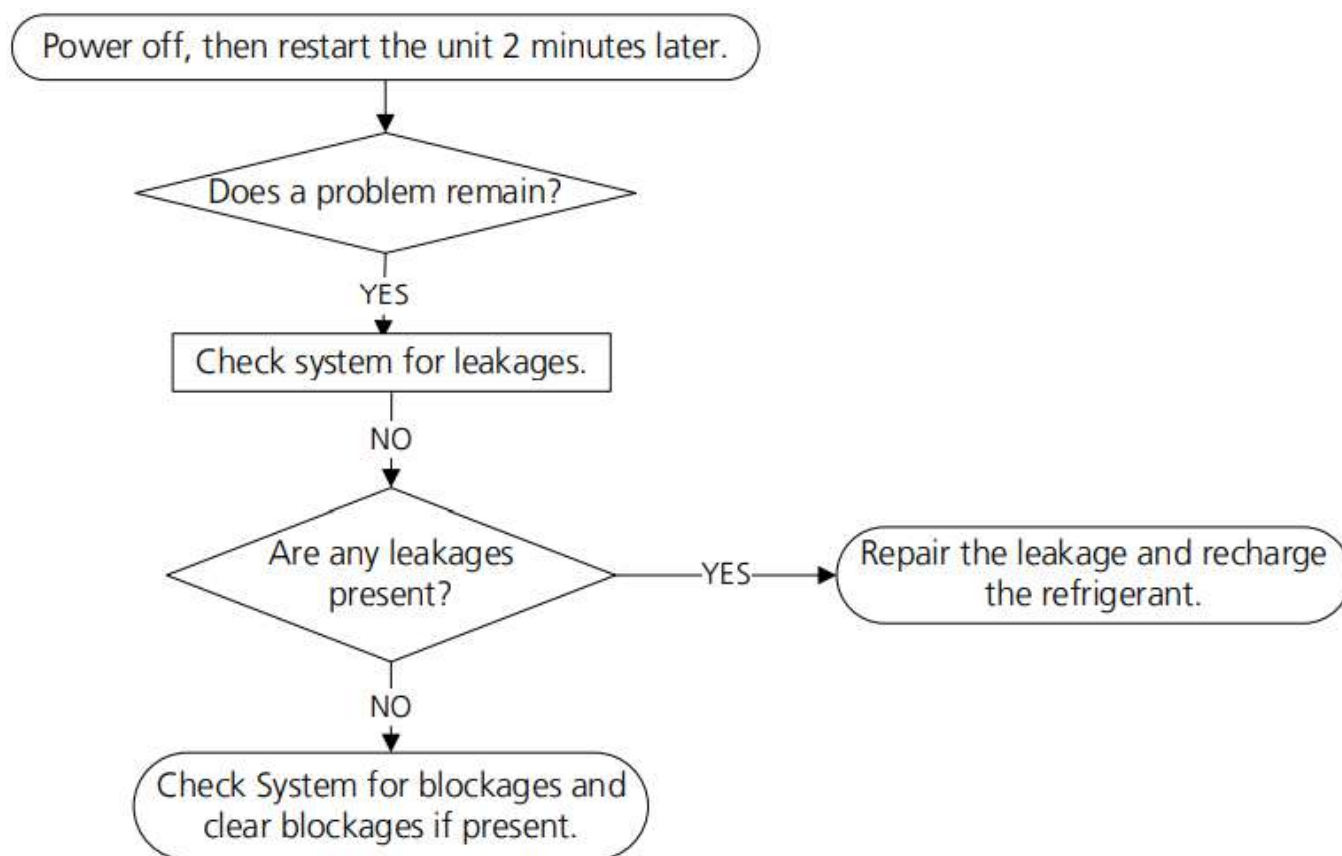 Power off, then restart the unit 2 minutes later.
Does a problem remain?
YES
Check system for leakages.
NO
Are any leakages
present?
YES
Repair the leakage and recharge
the refrigerant.
NO
Check System for blockages and
clear blockages if present.